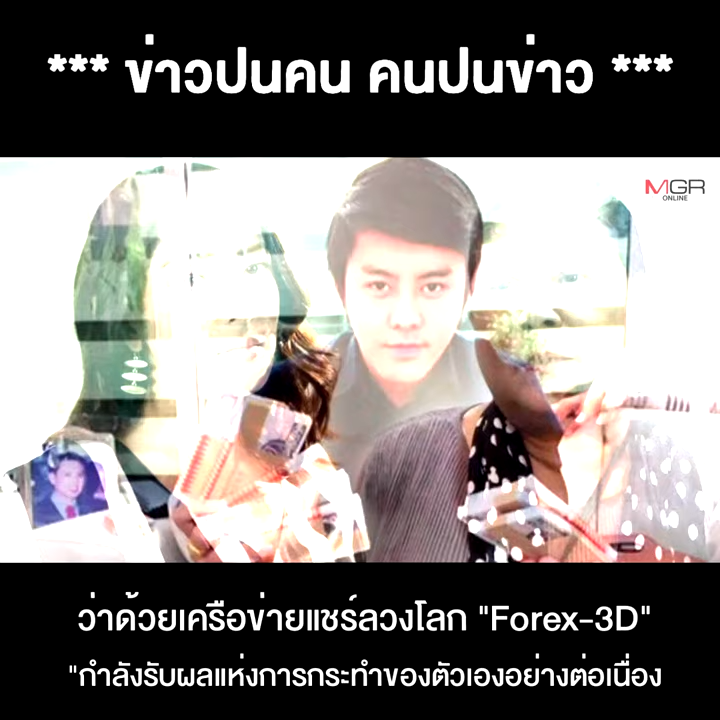 *** ข่าวปนคน คนปนข่าว ***
MGR
ONLINE
ว่าด้วยเครือข่ายแชร์ลวงโลก "Forex-3D"
"กำลังรับผลแห่งการกระทำของตัวเองอย่างต่อเนื่อง